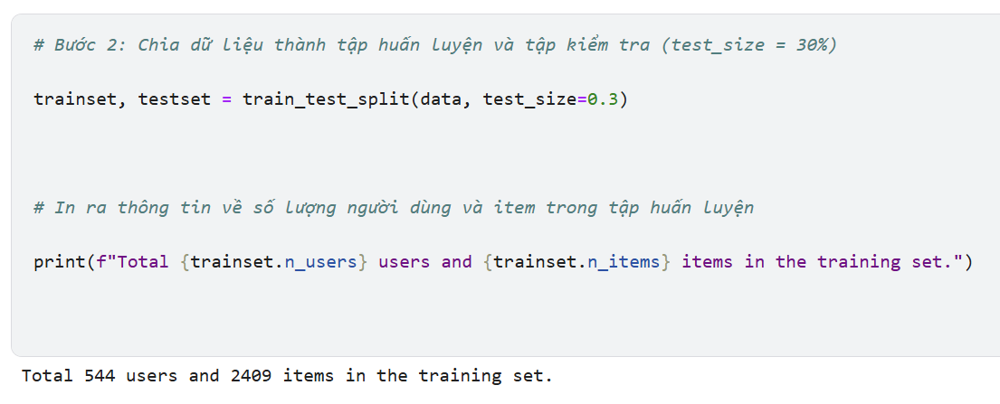 # Bước 2: Chia dữ liệu thành tập huấn luyện và tập kiểm tra (test_size = 30%)
trainset, testset = train_test_split(data, test_size=0.3)
# In ra thông tin về số lượng người dùng và item trong tập huấn luyện
print(f"Total {trainset.n_users} users and {trainset.n_items} items in the training set.")
Total 544 users and 2409 items in the training set.